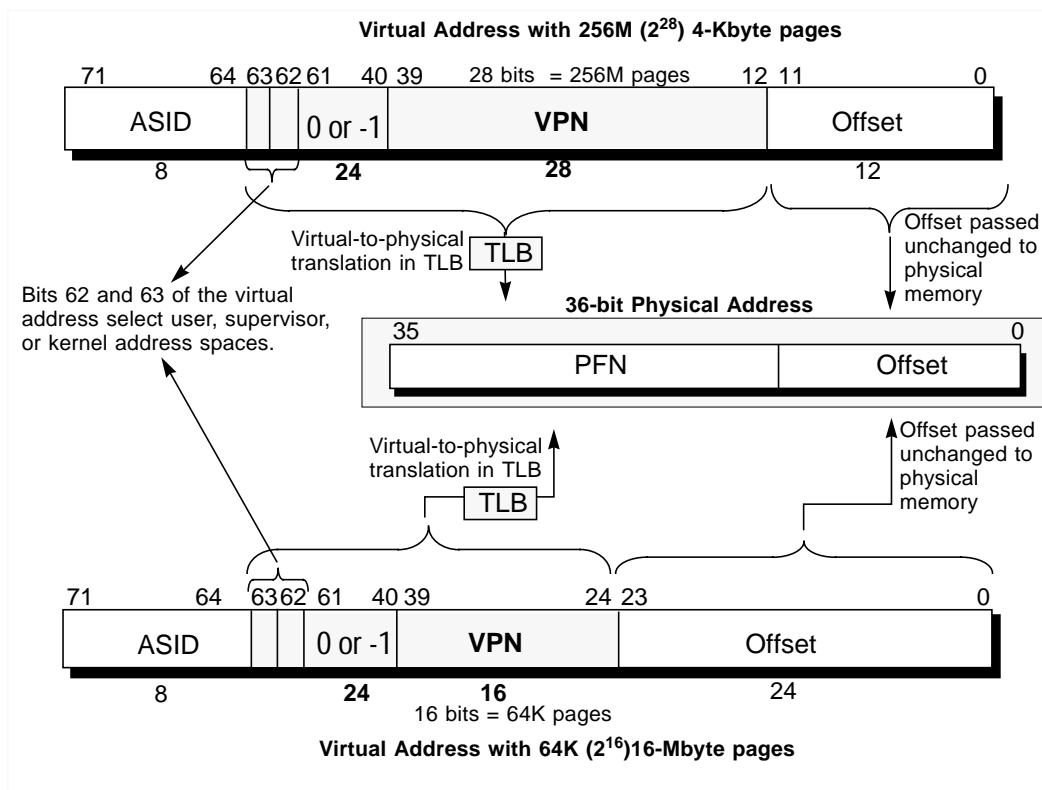 Virtual Address with 256M (2^28) 4-Kbyte pages
71 64 63 62 61 40 39 28 bits = 256M pages 12 11 0
ASID 0 or -1 VPN Offset
8 24 28 12
Virtual-to-physical
translation in TLB
TLB
Offset passed
unchanged to
physical
memory
Bits 62 and 63 of the virtual
address select user, supervisor,
or kernel address spaces.
36-bit Physical Address
35 0
PFN Offset
Virtual-to-physical
translation in TLB
TLB
Offset passed
unchanged to
physical
memory
71 64 63 62 61 40 39 24 23 0
ASID 0 or -1 VPN Offset
8 24 16 24
16 bits = 64K pages
Virtual Address with 64K (2^16)16-Mbyte pages